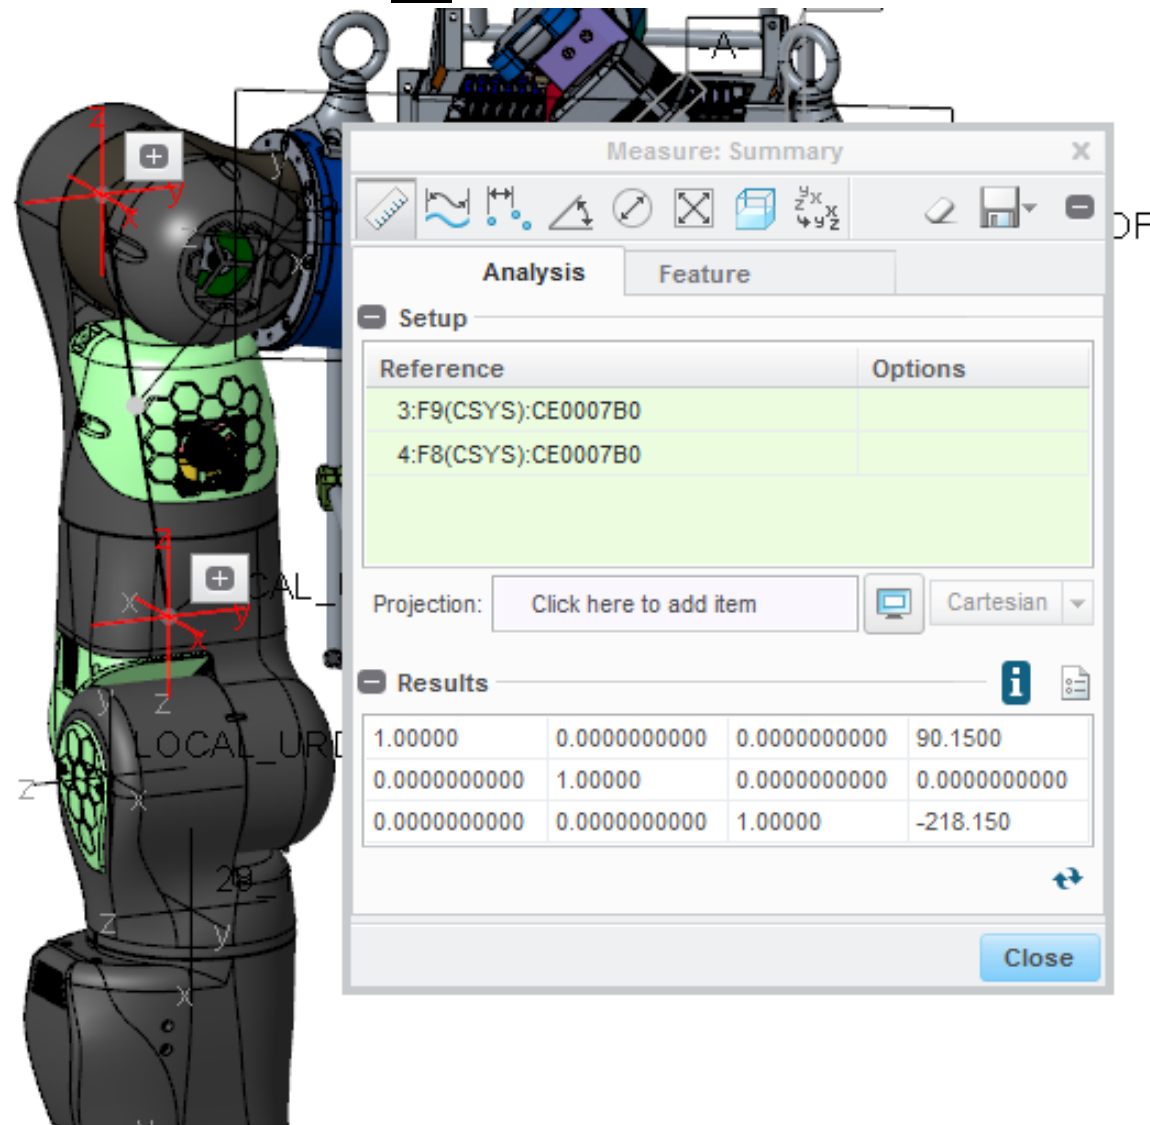 -A-
DF
z
y
x
y
z
x
Measure: Summary
Analysis
Feature
Setup
Reference Options
3:F9(CSYS):CE0007B0
4:F8(CSYS):CE0007B0
Projection: Click here to add item Cartesian
Results
1.00000 0.0000000000 0.0000000000 90.1500
0.0000000000 1.00000 0.0000000000 0.0000000000
0.0000000000 0.0000000000 1.00000 -218.150
Close
z
x
y
x
CAL_
y
z
LOCAL_URD
z
x
z
y
x